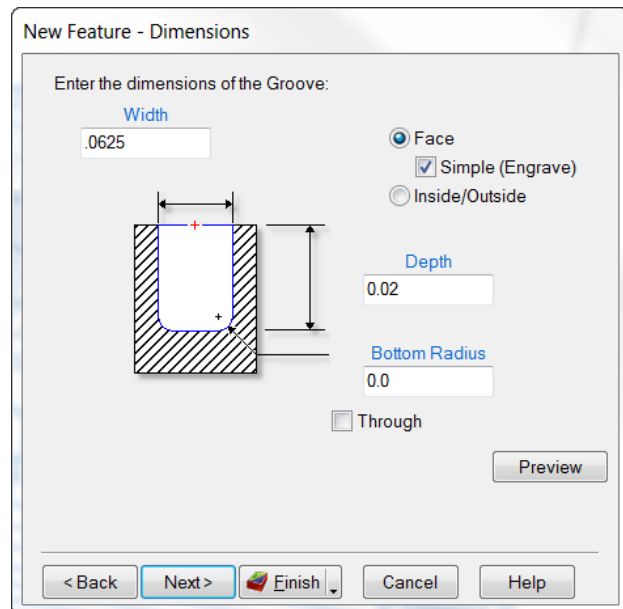 New Feature - Dimensions
Enter the dimensions of the Groove:
Width
.0625
Face
Simple (Engrave)
Inside/Outside
Depth
0.02
Bottom Radius
0.0
Through
Preview
< Back
Next >
Finish
Cancel
Help